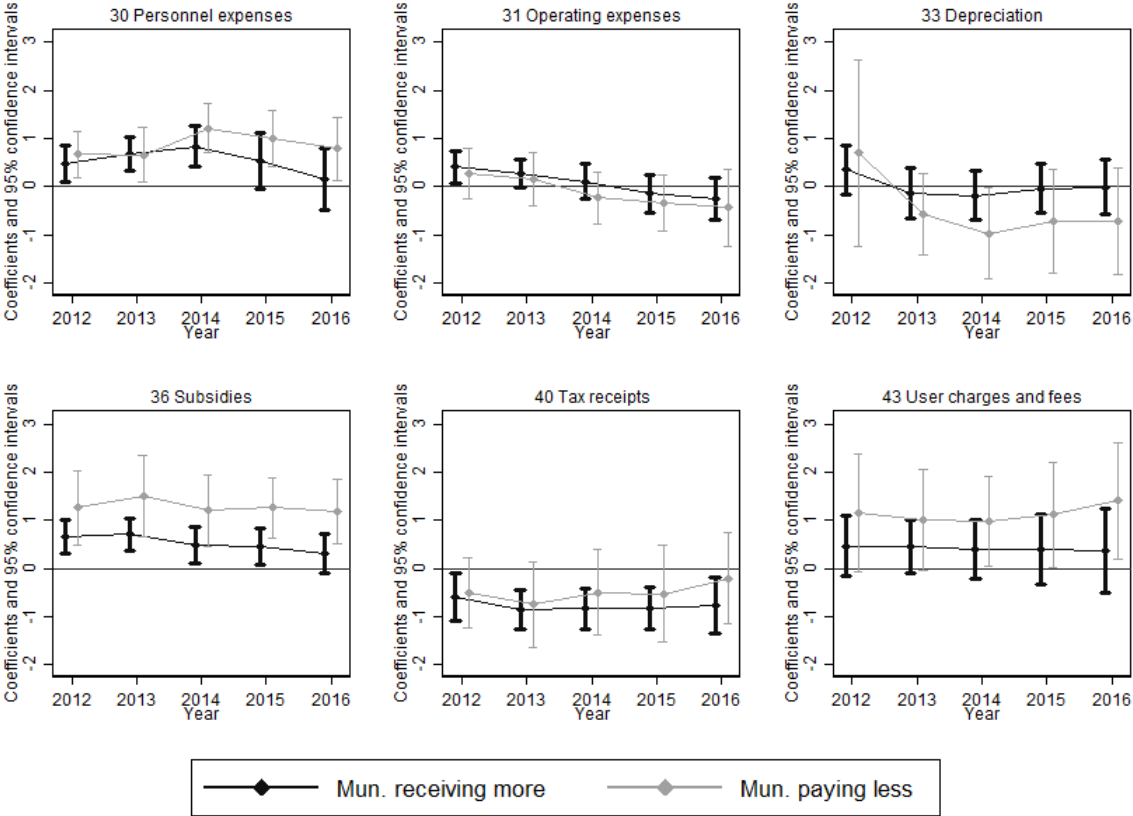 30 Personnel expenses
Coefficients and 95% confidence intervals
3
2
1
0
-1
-2
2012 2013 2014 2015 2016
Year
31 Operating expenses
Coefficients and 95% confidence intervals
3
2
1
0
-1
-2
2012 2013 2014 2015 2016
Year
33 Depreciation
Coefficients and 95% confidence intervals
3
2
1
0
-1
-2
2012 2013 2014 2015 2016
Year
36 Subsidies
Coefficients and 95% confidence intervals
3
2
1
0
-1
-2
2012 2013 2014 2015 2016
Year
40 Tax receipts
Coefficients and 95% confidence intervals
3
2
1
0
-1
-2
2012 2013 2014 2015 2016
Year
43 User charges and fees
Coefficients and 95% confidence intervals
3
2
1
0
-1
-2
2012 2013 2014 2015 2016
Year
Mun. receiving more
Mun. paying less